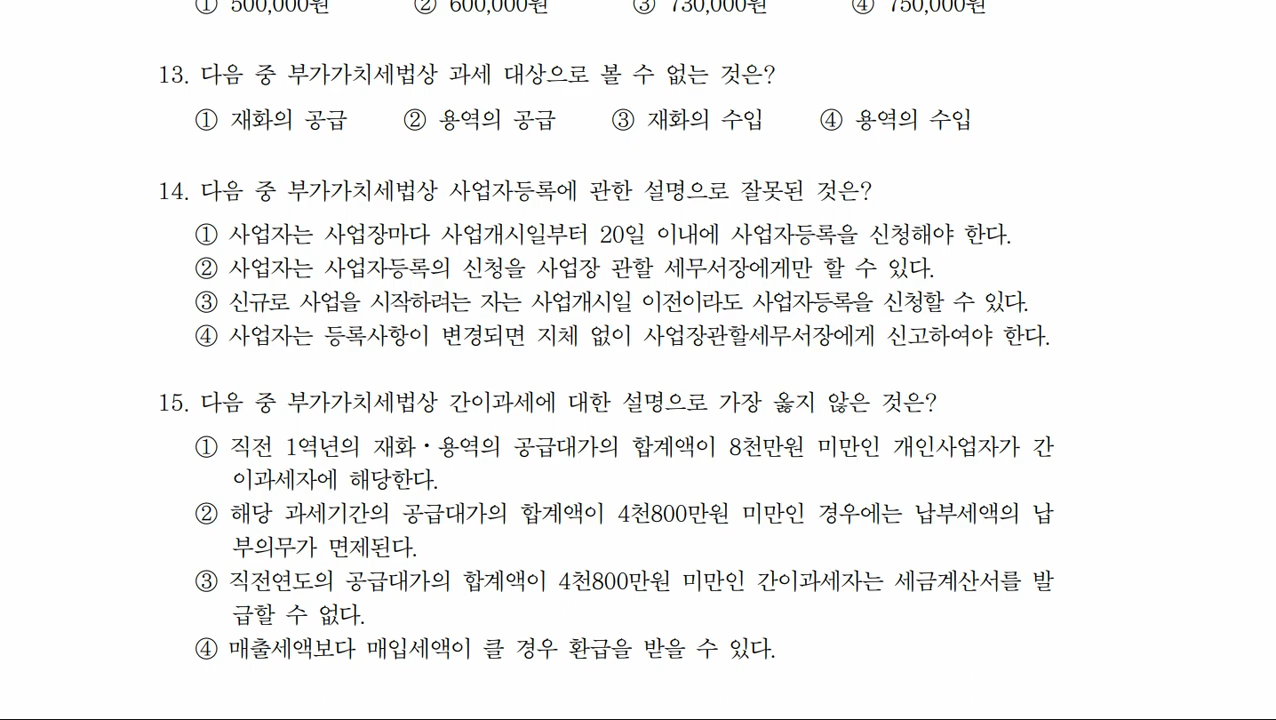 ① 500,000원 ② 600,000원 ③ 730,000원 ④ 750,000원
13. 다음 중 부가가치세법상 과세 대상으로 볼 수 없는 것은?
① 재화의 공급 ② 용역의 공급 ③ 재화의 수입 ④ 용역의 수입
14. 다음 중 부가가치세법상 사업자등록에 관한 설명으로 잘못된 것은?
① 사업자는 사업장마다 사업개시일부터 20일 이내에 사업자등록을 신청해야 한다.
② 사업자는 사업자등록의 신청을 사업장 관할 세무서장에게만 할 수 있다.
③ 신규로 사업을 시작하려는 자는 사업개시일 이전이라도 사업자등록을 신청할 수 있다.
④ 사업자는 등록사항이 변경되면 지체 없이 사업장관할세무서장에게 신고하여야 한다.
15. 다음 중 부가가치세법상 간이과세에 대한 설명으로 가장 옳지 않은 것은?
① 직전 1역년의 재화·용역의 공급대가의 합계액이 8천만원 미만인 개인사업자가 간
이과세자에 해당한다.
② 해당 과세기간의 공급대가의 합계액이 4천800만원 미만인 경우에는 납부세액의 납
부의무가 면제된다.
③ 직전연도의 공급대가의 합계액이 4천800만원 미만인 간이과세자는 세금계산서를 발
급할 수 없다.
④ 매출세액보다 매입세액이 클 경우 환급을 받을 수 있다.